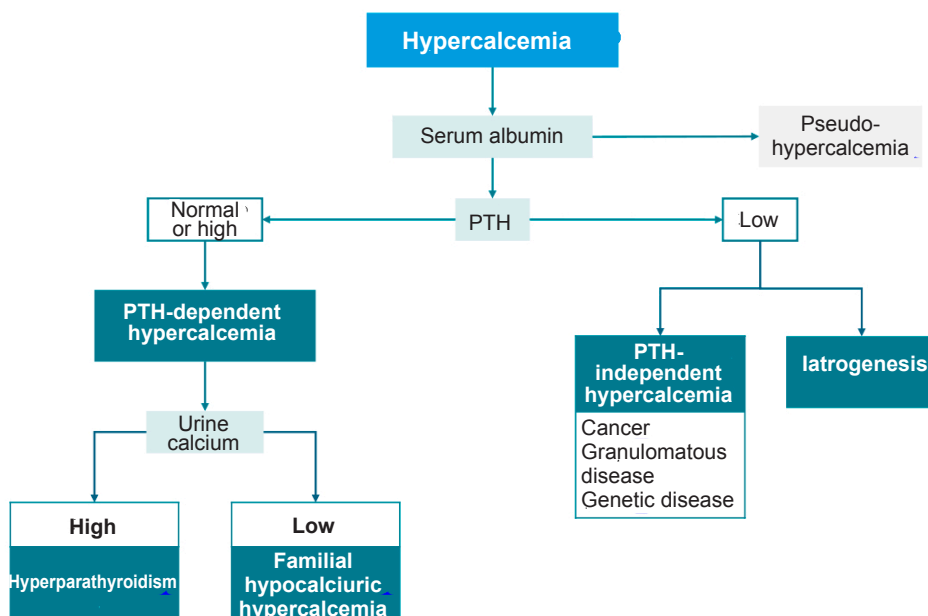 Hypercalcemia
Serum albumin
Pseudo-
hypercalcemia
Normal
or high
PTH
Low
PTH-dependent
hypercalcemia
PTH-
independent
hypercalcemia
Iatrogenesis
Cancer
Granulomatous
disease
Genetic disease
Urine
calcium
High
Low
Hyperparathyroidism
Familial
hypocalciuric
hypercalcemia